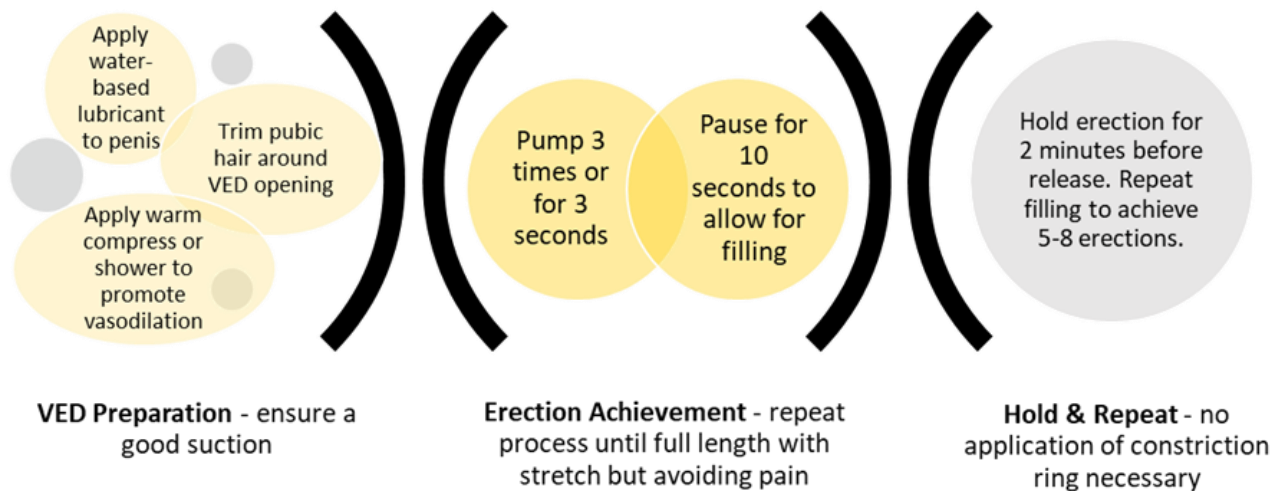 Apply
water-
based
lubricant
to penis
Trim pubic
hair around
VED opening
Apply warm
compress or
shower to
promote
vasodilation
VED Preparation - ensure a
good suction
Pump 3
times or
for 3
seconds
Pause for
10
seconds to
allow for
filling
Erection Achievement - repeat
process until full length with
stretch but avoiding pain
Hold erection for
2 minutes before
release. Repeat
filling to achieve
5-8 erections.
Hold & Repeat - no
application of constriction
ring necessary